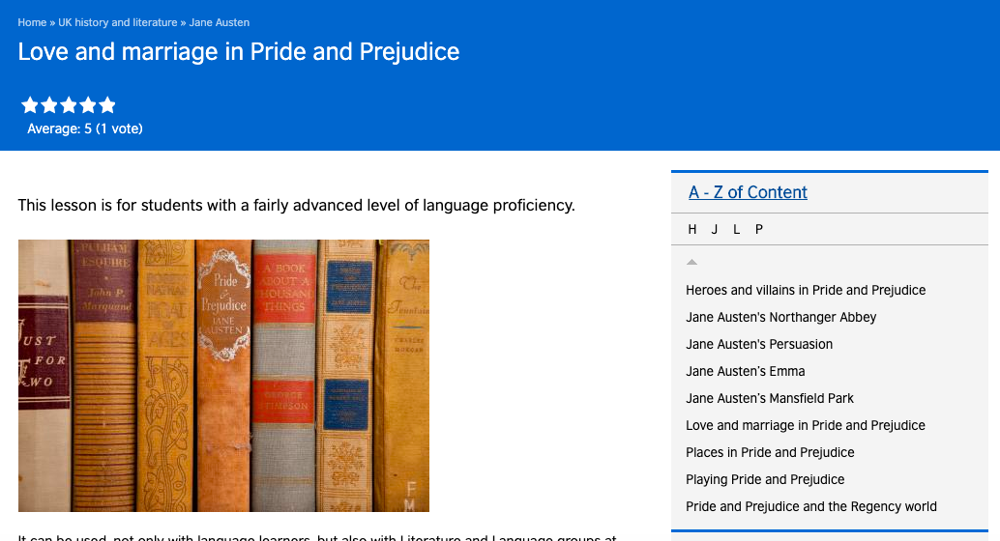 Home » UK history and literature » Jane Austen
Love and marriage in Pride and Prejudice
Average: 5 (1 vote)
This lesson is for students with a fairly advanced level of language proficiency.
PELHAM
ESQUIRE
John P.
Marquand
UST
FOR
TWO
ROBERT
NATHAN
ROAD
OF
AGES
Pride
&
Prejudice
JANE
AUSTEN
A BOOK
ABOUT A
THOUSAND
THINGS
GEORGE
STIMPSON
The
Fountain
CHARLES
MORGAN
F
M
It can be used, not only with language learners, but also with Literature and Language groups at
A - Z of Content
H J L P
Heroes and villains in Pride and Prejudice
Jane Austen's Northanger Abbey
Jane Austen's Persuasion
Jane Austen’s Emma
Jane Austen’s Mansfield Park
Love and marriage in Pride and Prejudice
Places in Pride and Prejudice
Playing Pride and Prejudice
Pride and Prejudice and the Regency world